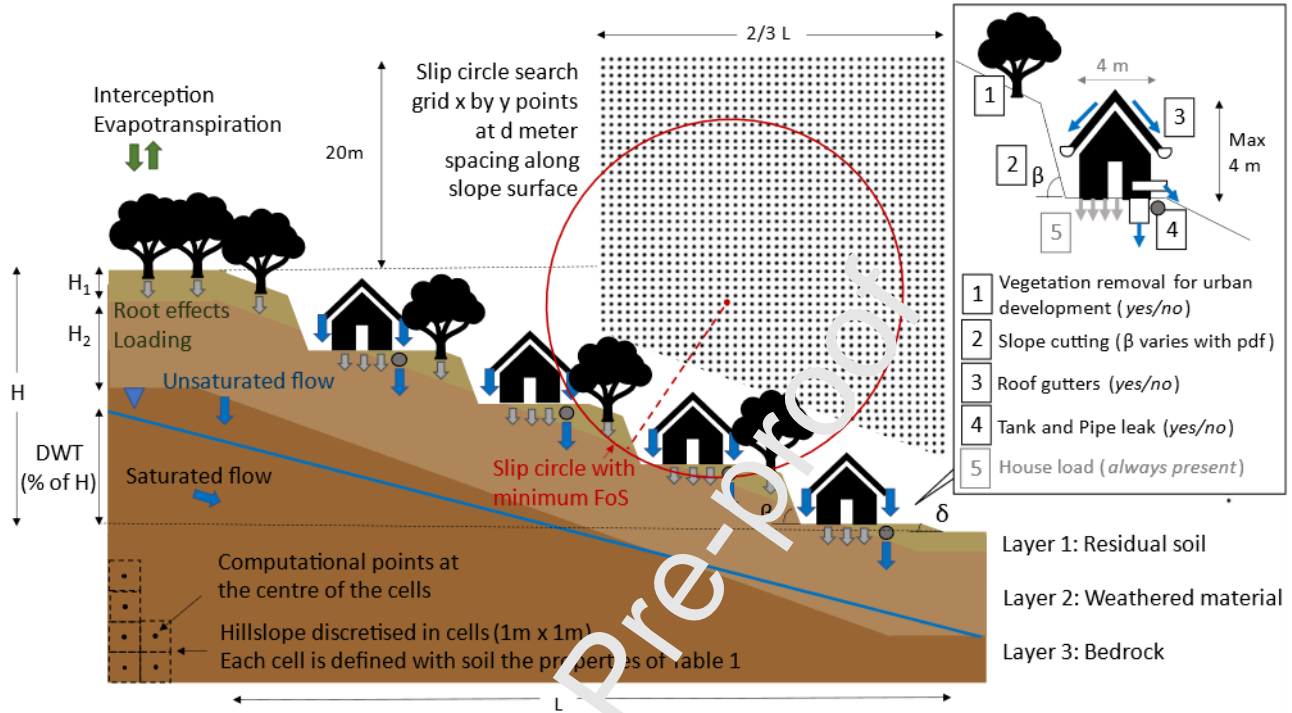 2/3 L
Slip circle search
grid x by y points
at d meter
spacing along
slope surface
Interception
Evapotranspiration
20m
H1
H2
H
Root effects
Loading
Unsaturated flow
DWT
(% of H)
Saturated flow
Slip circle with
minimum FoS
β
δ
Computational points at
the centre of the cells
Hillslope discretised in cells (1m x 1m)
Each cell is defined with soil the properties of Table 1
L
Pre-proof
4 m
1
3
Max
4 m
2
β
5
4
1 Vegetation removal for urban
development (yes/no)
2 Slope cutting (β varies with pdf)
3 Roof gutters (yes/no)
4 Tank and Pipe leak (yes/no)
5 House load (always present)
Layer 1: Residual soil
Layer 2: Weathered material
Layer 3: Bedrock